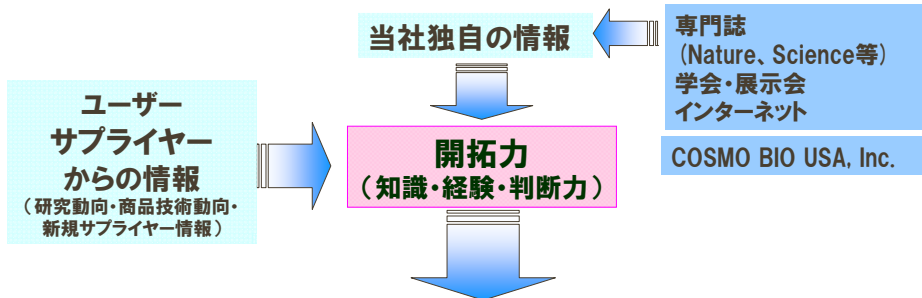 当社独自の情報
専門誌
(Nature、Science等)
学会・展示会
インターネット
COSMO BIO USA, Inc.
ユーザー
サプライヤー
からの情報
(研究動向・商品技術動向・
新規サプライヤー情報)
開拓力
(知識・経験・判断力)